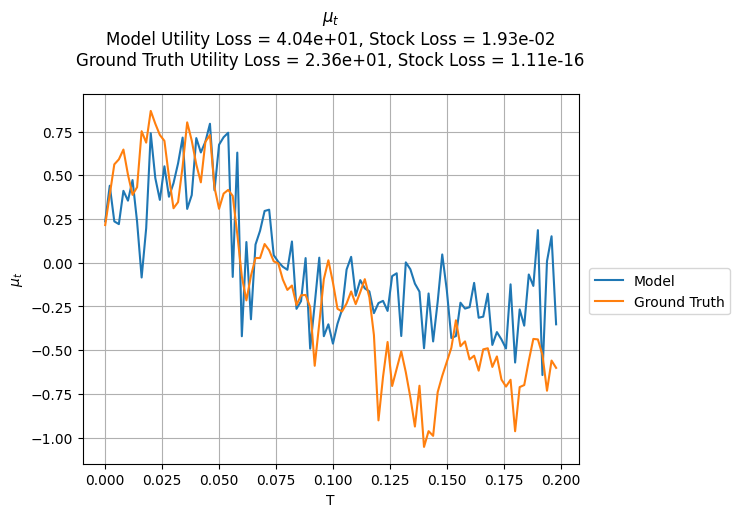 μt
Model Utility Loss = 4.04e+01, Stock Loss = 1.93e-02
Ground Truth Utility Loss = 2.36e+01, Stock Loss = 1.11e-16
0.75
0.50
0.25
0.00
−0.25
−0.50
−0.75
−1.00
μt
0.000 0.025 0.050 0.075 0.100 0.125 0.150 0.175 0.200
T
Model
Ground Truth